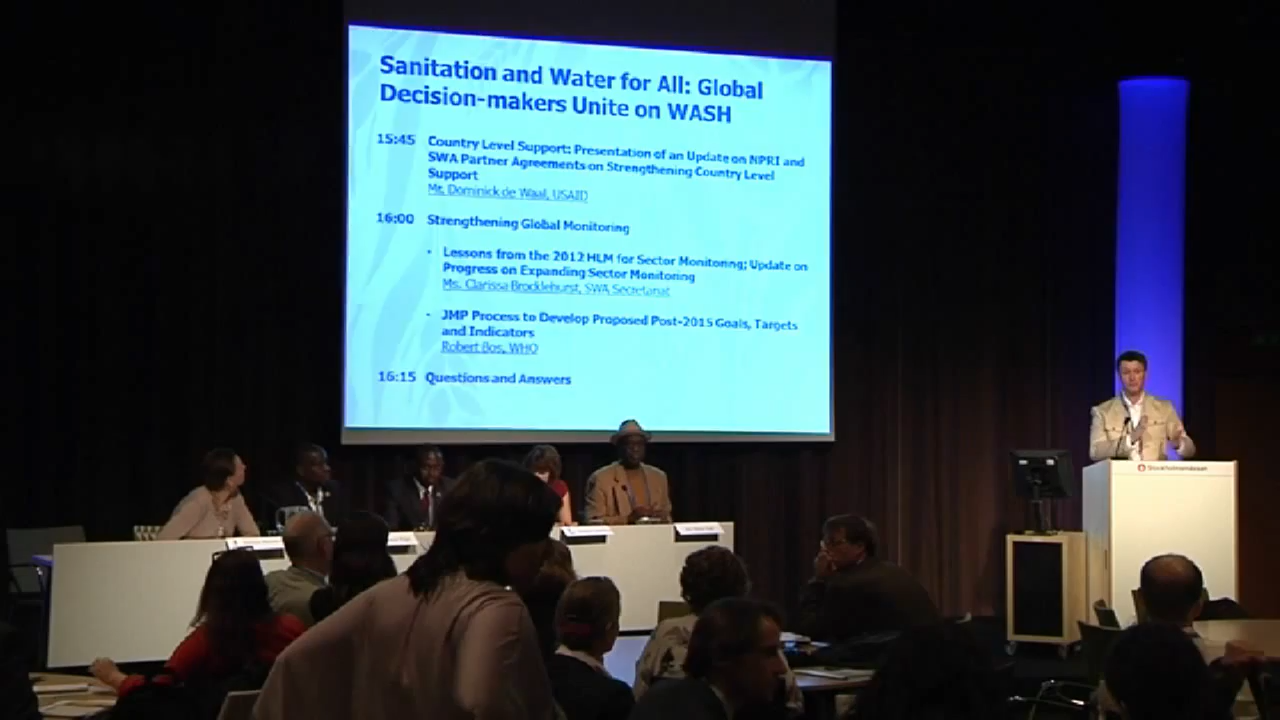 Sanitation and Water for All: Global
Decision-makers Unite on WASH
15:45 Country Level Support: Presentation of an Update on NPRI and
SWA Partner Agreements on Strengthening Country Level
Support
Mr. Dominick de Waal, USAID
16:00 Strengthening Global Monitoring
• Lessons from the 2012 HLM for Sector Monitoring; Update on
Progress on Expanding Sector Monitoring
Ms. Clarissa Brocklehurst, SWA Secretariat
• JMP Process to Develop Proposed Post-2015 Goals, Targets
and Indicators
Robert Bos, WHO
16:15 Questions and Answers
Stockholmsmässan